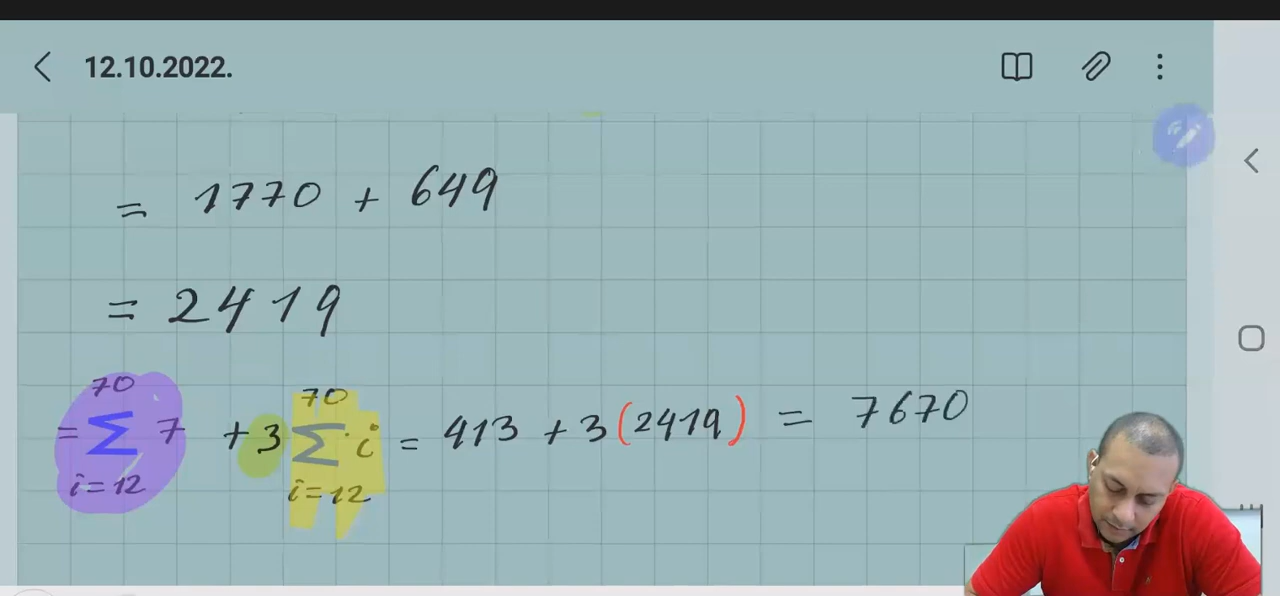 12.10.2022.
= 1770 + 649
= 2419
= 70 Σ i=12 7 + 3 70 Σ i=12 i = 413 + 3(2419) = 7670